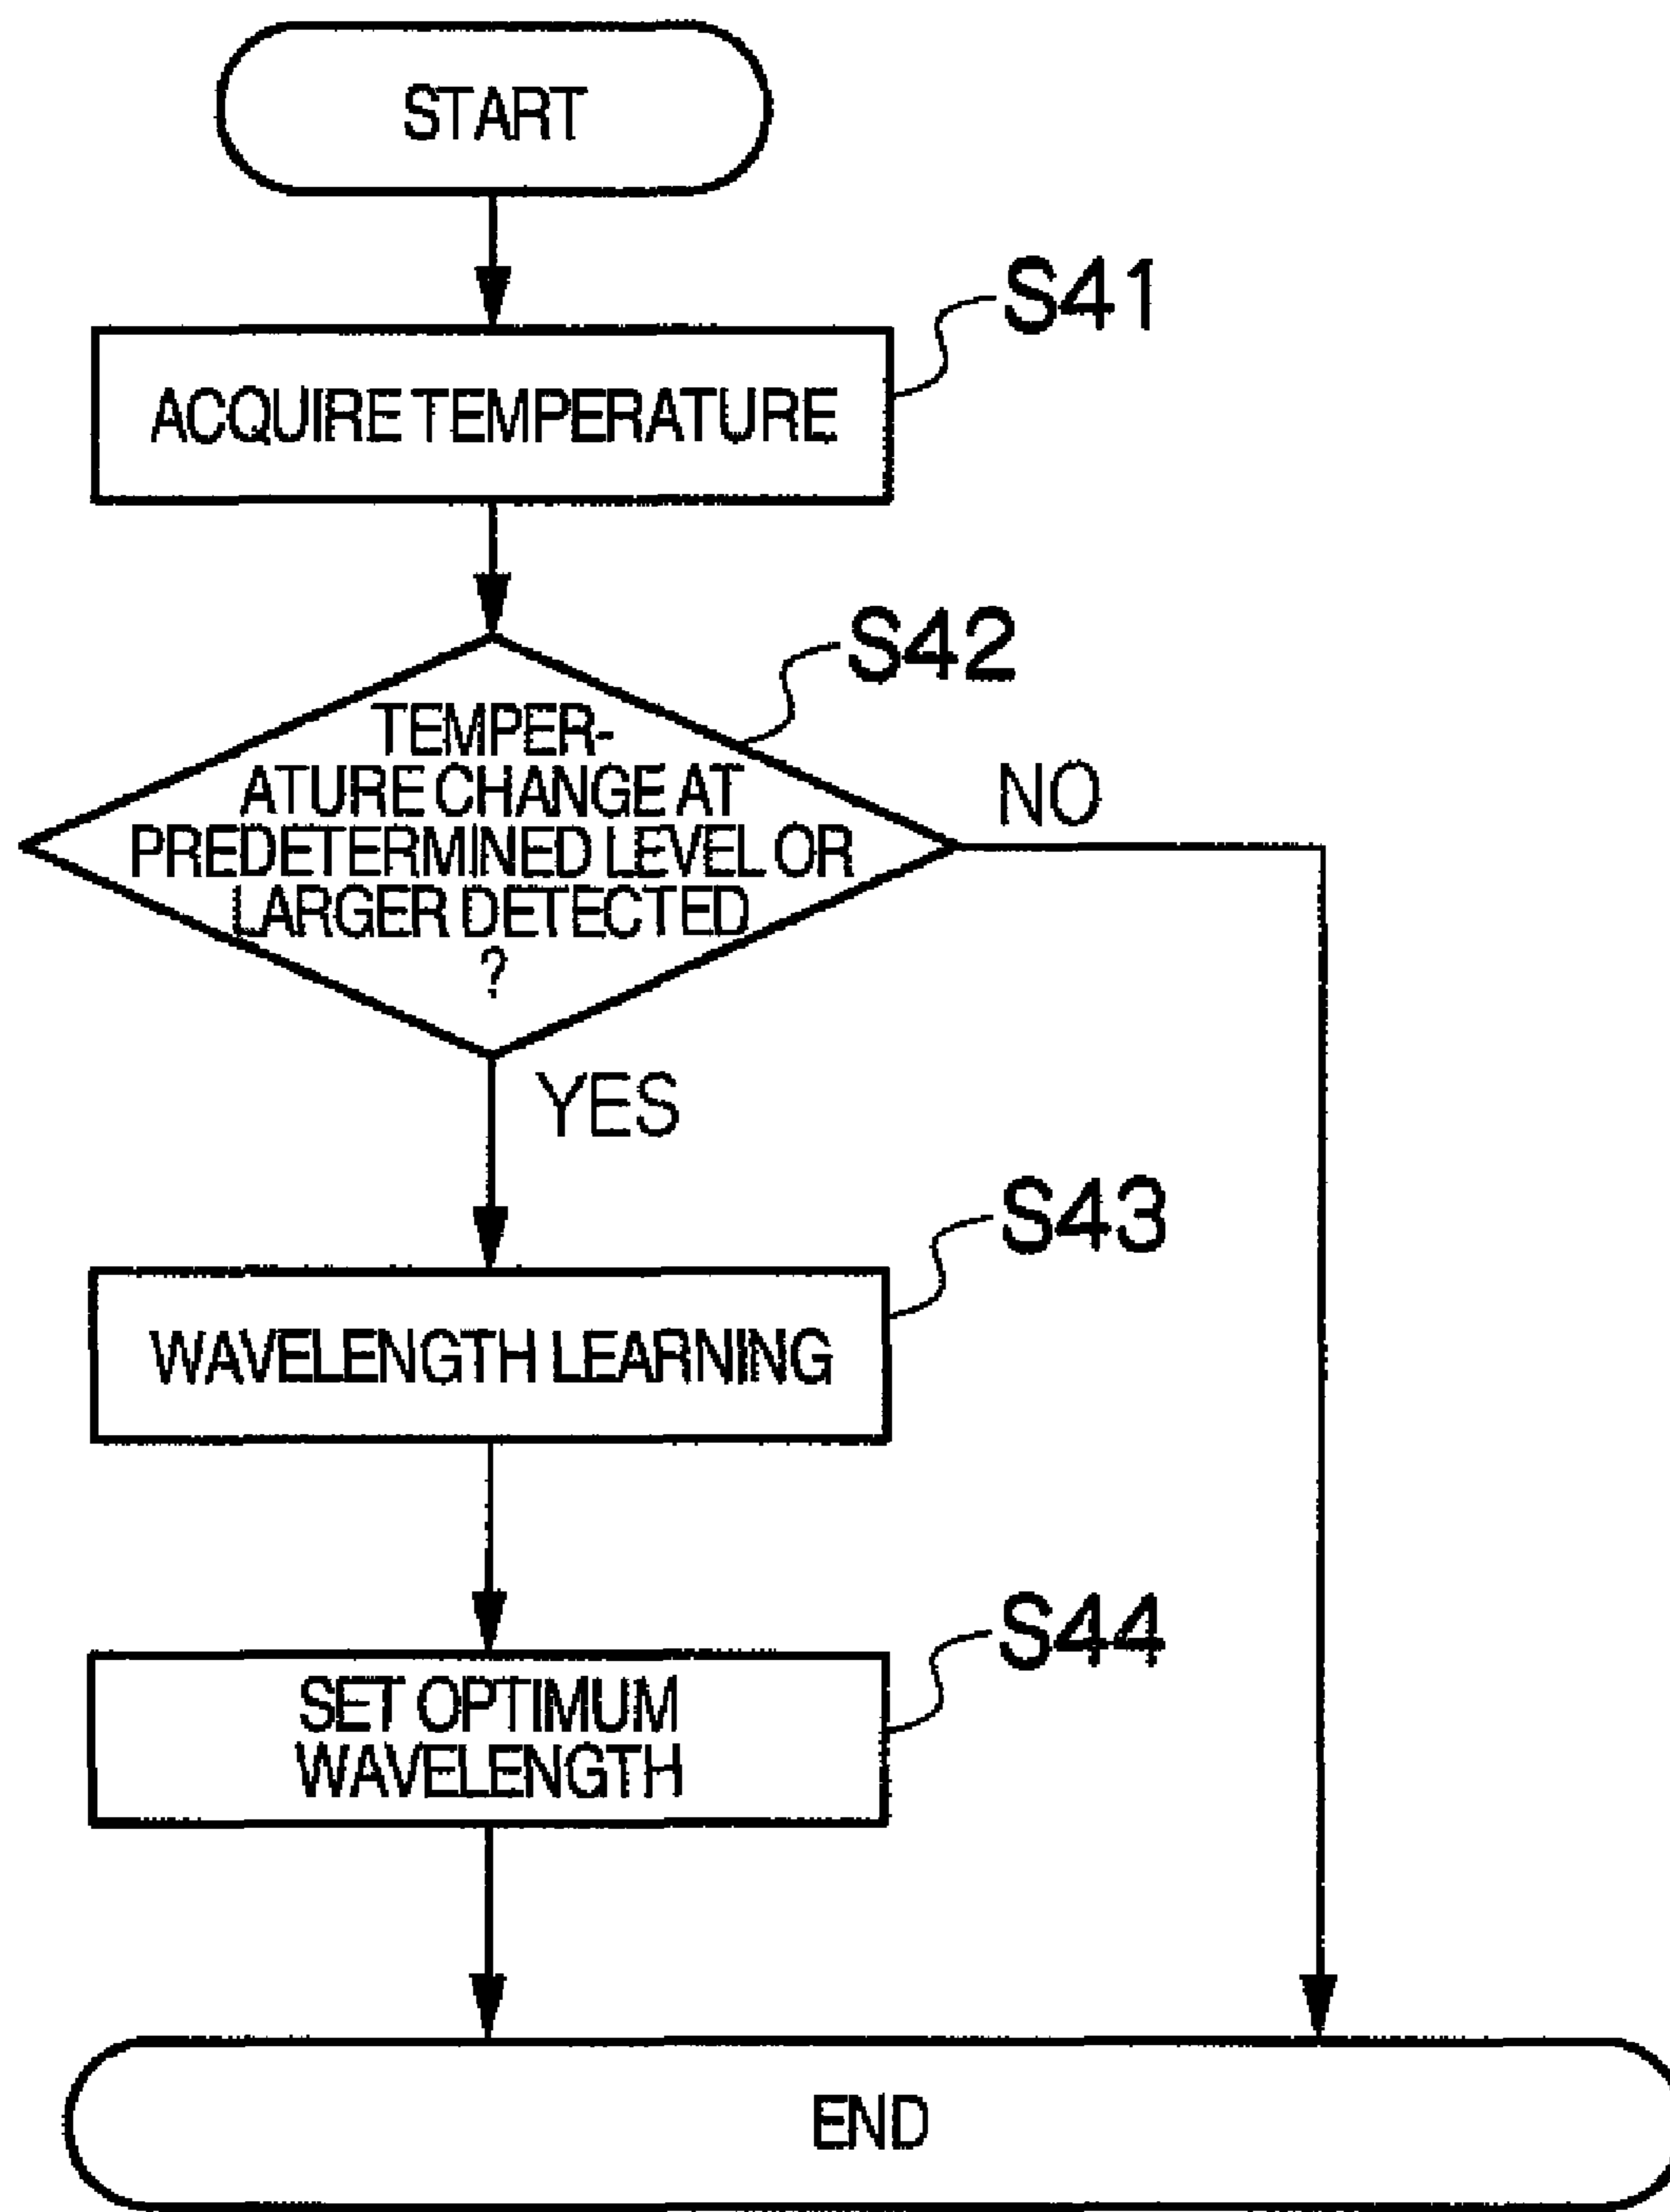 START
S41
ACQUIRE TEMPERATURE
S42
TEMPER-
ATURE CHANGE AT
PREDETERMINED LEVEL OR
LARGER DETECTED
?
NO
YES
S43
WAVELENGTH LEARNING
S44
SET OPTIMUM
WAVELENGTH
END